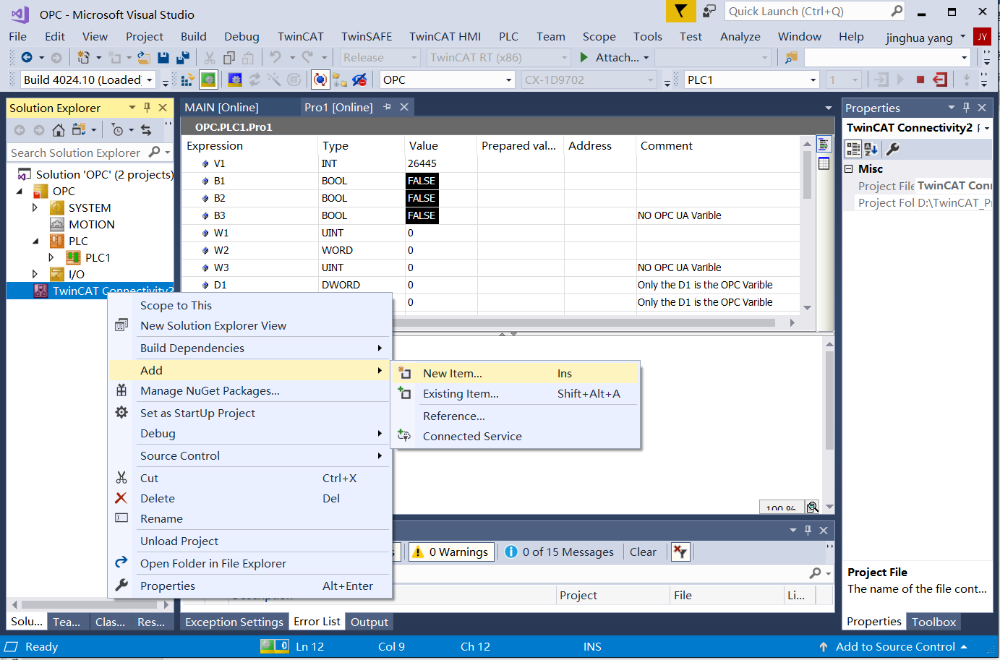 OPC - Microsoft Visual Studio
Quick Launch (Ctrl+Q)
File Edit View Project Build Debug TwinCAT TwinSAFE TwinCAT HMI PLC Team Scope Tools Test Analyze Window Help jinghua yang JY
Release TwinCAT RT (x86) Attach...
Build 4024.10 (Loaded OPC CX-1D9702 PLC1 1
Solution Explorer
Search Solution Explorer
Solution 'OPC' (2 projects)
OPC
SYSTEM
MOTION
PLC
PLC1
I/O
TwinCAT Connectivity2
MAIN [Online] Pro1 [Online]
OPC.PLC1.Pro1
Expression Type Value Prepared val... Address Comment
V1 INT 26445
B1 BOOL FALSE
B2 BOOL FALSE
B3 BOOL FALSE NO OPC UA Varible
W1 UINT 0
W2 WORD 0
W3 UINT 0 NO OPC UA Varible
D1 DWORD 0 Only the D1 is the OPC Varible
0 Only the D1 is the OPC Varible
Scope to This
New Solution Explorer View
Build Dependencies
Add
Manage NuGet Packages...
Set as StartUp Project
Debug
Source Control
Cut Ctrl+X
Delete Del
Rename
Unload Project
Open Folder in File Explorer
Properties Alt+Enter
New Item... Ins
Existing Item... Shift+Alt+A
Reference...
Connected Service
100 %
0 Warnings 0 of 15 Messages Clear
Project File Li...
Properties
TwinCAT Connectivity2
Misc
Project File TwinCAT Conn
Project Fol D:\TwinCAT_P
Project File
The name of the file cont...
Solu... Tea... Clas... Res...
Exception Settings Error List Output
Properties Toolbox
Ready 0 Ln 12 Col 9 Ch 12 INS Add to Source Control